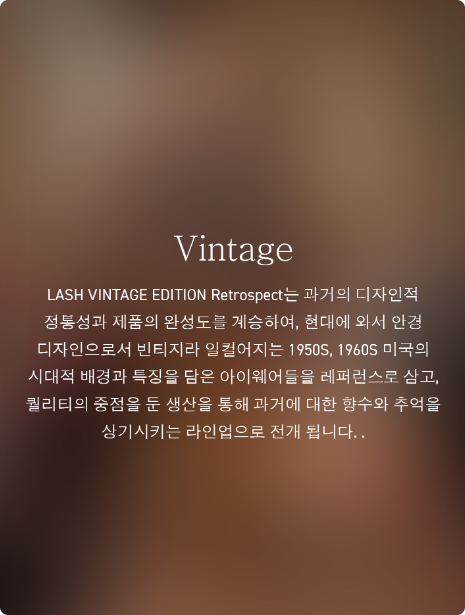 Vintage
LASH VINTAGE EDITION Retrospect는 과거의 디자인적
정통성과 제품의 완성도를 계승하여, 현대에 와서 안경
디자인으로서 빈티지라 일컬어지는 1950S, 1960S 미국의
시대적 배경과 특징을 담은 아이웨어들을 레퍼런스로 삼고,
퀄리티의 중점을 둔 생산을 통해 과거에 대한 향수와 추억을
상기시키는 라인업으로 전개 됩니다. .